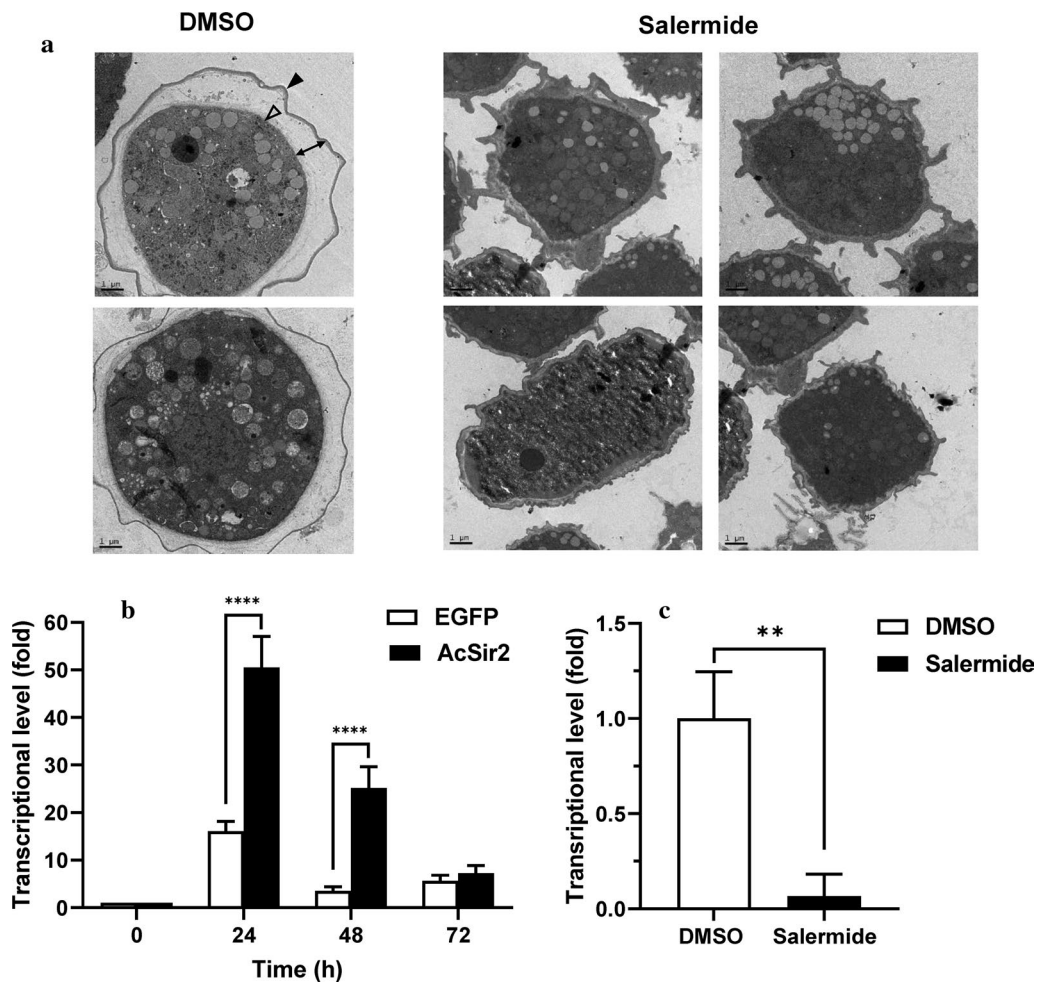 DMSO
Salermide
a
1 µm
1 µm
1 µm
1 µm
1 µm
1 µm
b
EGFP
AcSir2
****
****
Transcriptional level (fold)
60
50
40
30
20
10
0
0 24 48 72
Time (h)
c
DMSO
Salermide
**
Transriptional level (fold)
1.5
1.0
0.5
0.0
DMSO Salermide